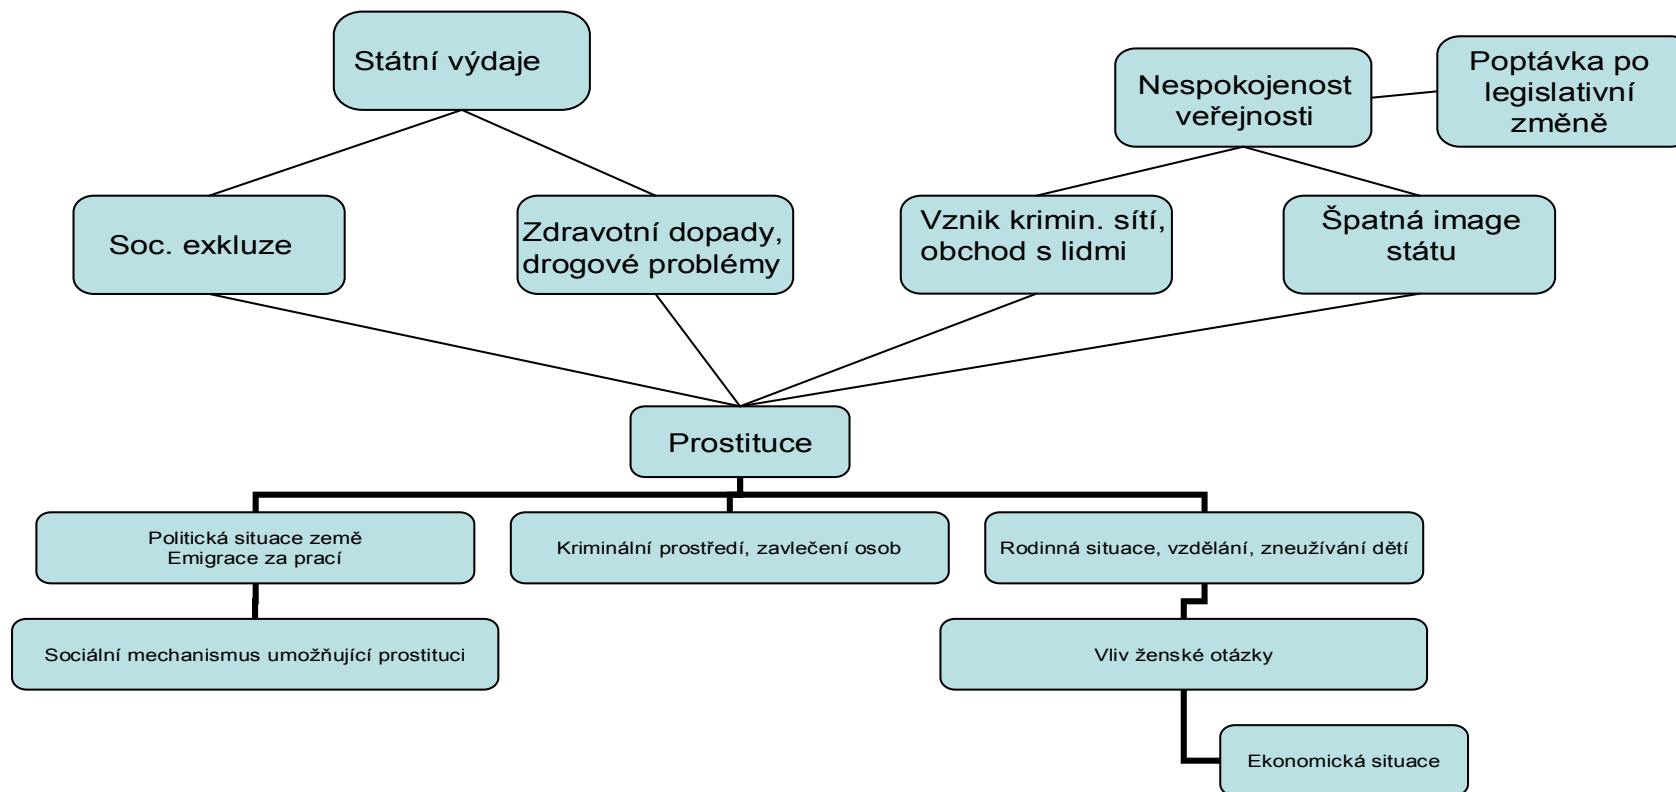 Státní výdaje
Nespokojenost
veřejnosti
Poptávka po
legislativní
změně
Soc. exkluze
Zdravotní dopady,
drogové problémy
Vznik krimin. sítí,
obchod s lidmi
Špatná image
státu
Prostituce
Politická situace země
Emigrace za prací
Kriminální prostředí, zavlečení osob
Rodinná situace, vzdělání, zneužívání dětí
Sociální mechanismus umožňující prostituci
Vliv ženské otázky
Ekonomická situace